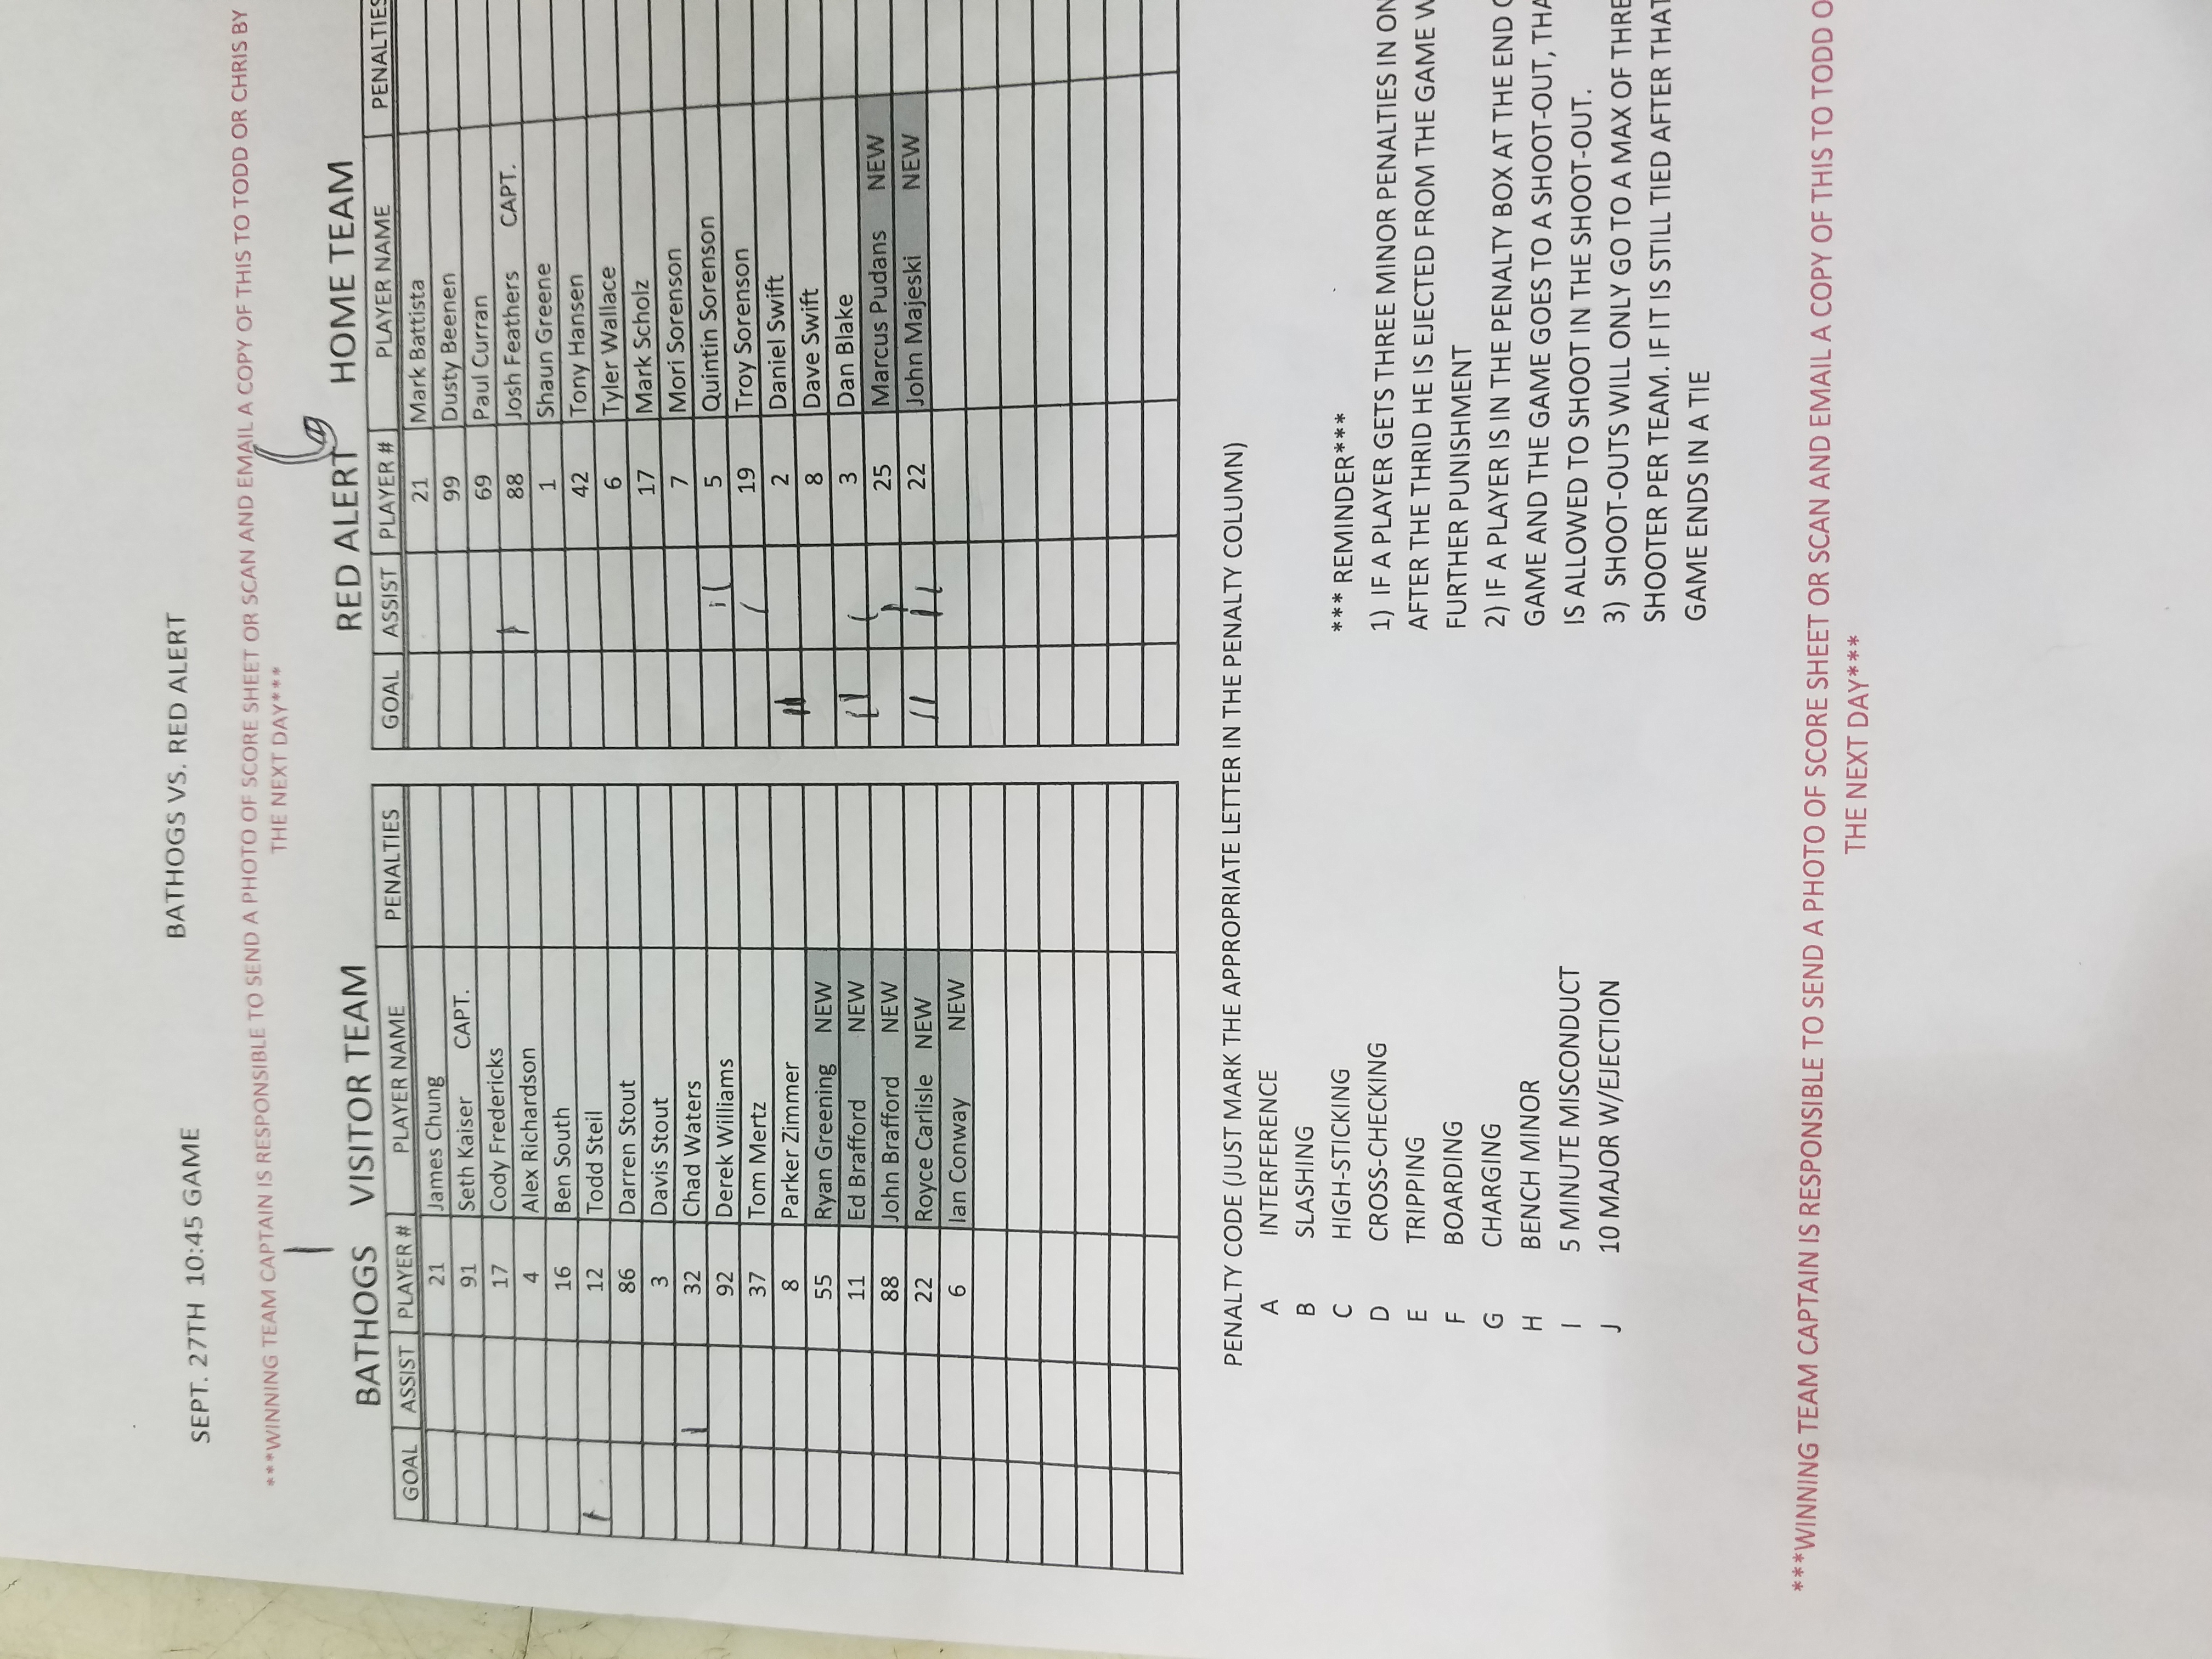 SEPT. 27TH 10:45 GAME
BATHOGS VS. RED ALERT
***WINNING TEAM CAPTAIN IS RESPONSIBLE TO SEND A PHOTO OF SCORE SHEET OR SCAN AND EMAIL A COPY OF THIS TO TODD OR CHRIS BY
THE NEXT DAY***
1
6
BATHOGS VISITOR TEAM
GOAL ASSIST PLAYER # PLAYER NAME PENALTIES
21 James Chung
91 Seth Kaiser CAPT.
17 Cody Fredericks
4 Alex Richardson
16 Ben South
| 12 Todd Steil
86 Darren Stout
3 Davis Stout
| 32 Chad Waters
92 Derek Williams
37 Tom Mertz
8 Parker Zimmer
55 Ryan Greening NEW
11 Ed Brafford NEW
88 John Brafford NEW
22 Royce Carlisle NEW
6 Ian Conway NEW
RED ALERT HOME TEAM
GOAL ASSIST PLAYER # PLAYER NAME PENALTIES
21 Mark Battista
99 Dusty Beenen
69 Paul Curran
| 88 Josh Feathers CAPT.
1 Shaun Greene
42 Tony Hansen
6 Tyler Wallace
17 Mark Scholz
7 Mori Sorenson
|| 5 Quintin Sorenson
| 19 Troy Sorenson
|| 2 Daniel Swift
8 Dave Swift
|| | 3 Dan Blake
| 25 Marcus Pudans NEW
|| || 22 John Majeski NEW
PENALTY CODE (JUST MARK THE APPROPRIATE LETTER IN THE PENALTY COLUMN)
A INTERFERENCE
B SLASHING
C HIGH-STICKING
D CROSS-CHECKING
E TRIPPING
F BOARDING
G CHARGING
H BENCH MINOR
I 5 MINUTE MISCONDUCT
J 10 MAJOR W/EJECTION
*** REMINDER***
1) IF A PLAYER GETS THREE MINOR PENALTIES IN ON
AFTER THE THRID HE IS EJECTED FROM THE GAME W
FURTHER PUNISHMENT
2) IF A PLAYER IS IN THE PENALTY BOX AT THE END
GAME AND THE GAME GOES TO A SHOOT-OUT, THA
IS ALLOWED TO SHOOT IN THE SHOOT-OUT.
3) SHOOT-OUTS WILL ONLY GO TO A MAX OF THRE
SHOOTER PER TEAM. IF IT IS STILL TIED AFTER THAT
GAME ENDS IN A TIE
***WINNING TEAM CAPTAIN IS RESPONSIBLE TO SEND A PHOTO OF SCORE SHEET OR SCAN AND EMAIL A COPY OF THIS TO TODD O
THE NEXT DAY***